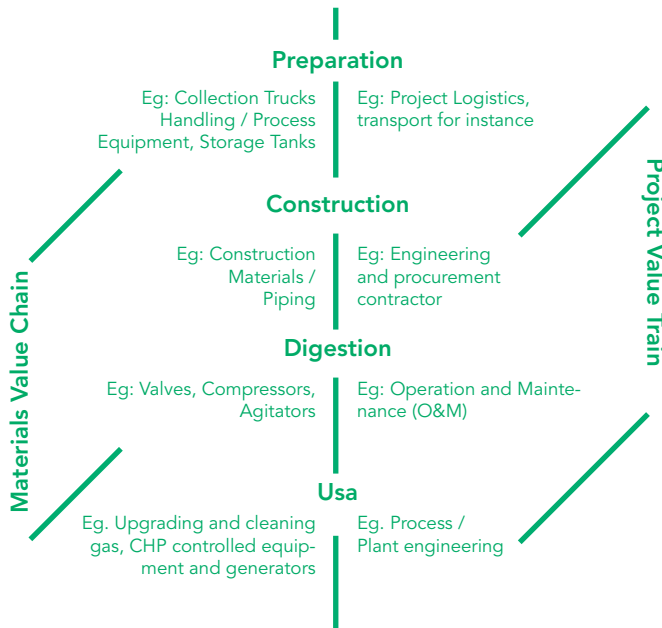 Preparation
Eg: Collection Trucks
Handling / Process
Equipment, Storage Tanks
Eg: Project Logistics,
transport for instance
Construction
Eg: Construction
Materials /
Piping
Eg: Engineering
and procurement
contractor
Digestion
Eg: Valves, Compressors,
Agitators
Eg: Operation and Mainte-
nance (O&M)
Usa
Eg. Upgrading and cleaning
gas, CHP controlled equip-
ment and generators
Eg. Process /
Plant engineering
Materials Value Chain
Project Value Train